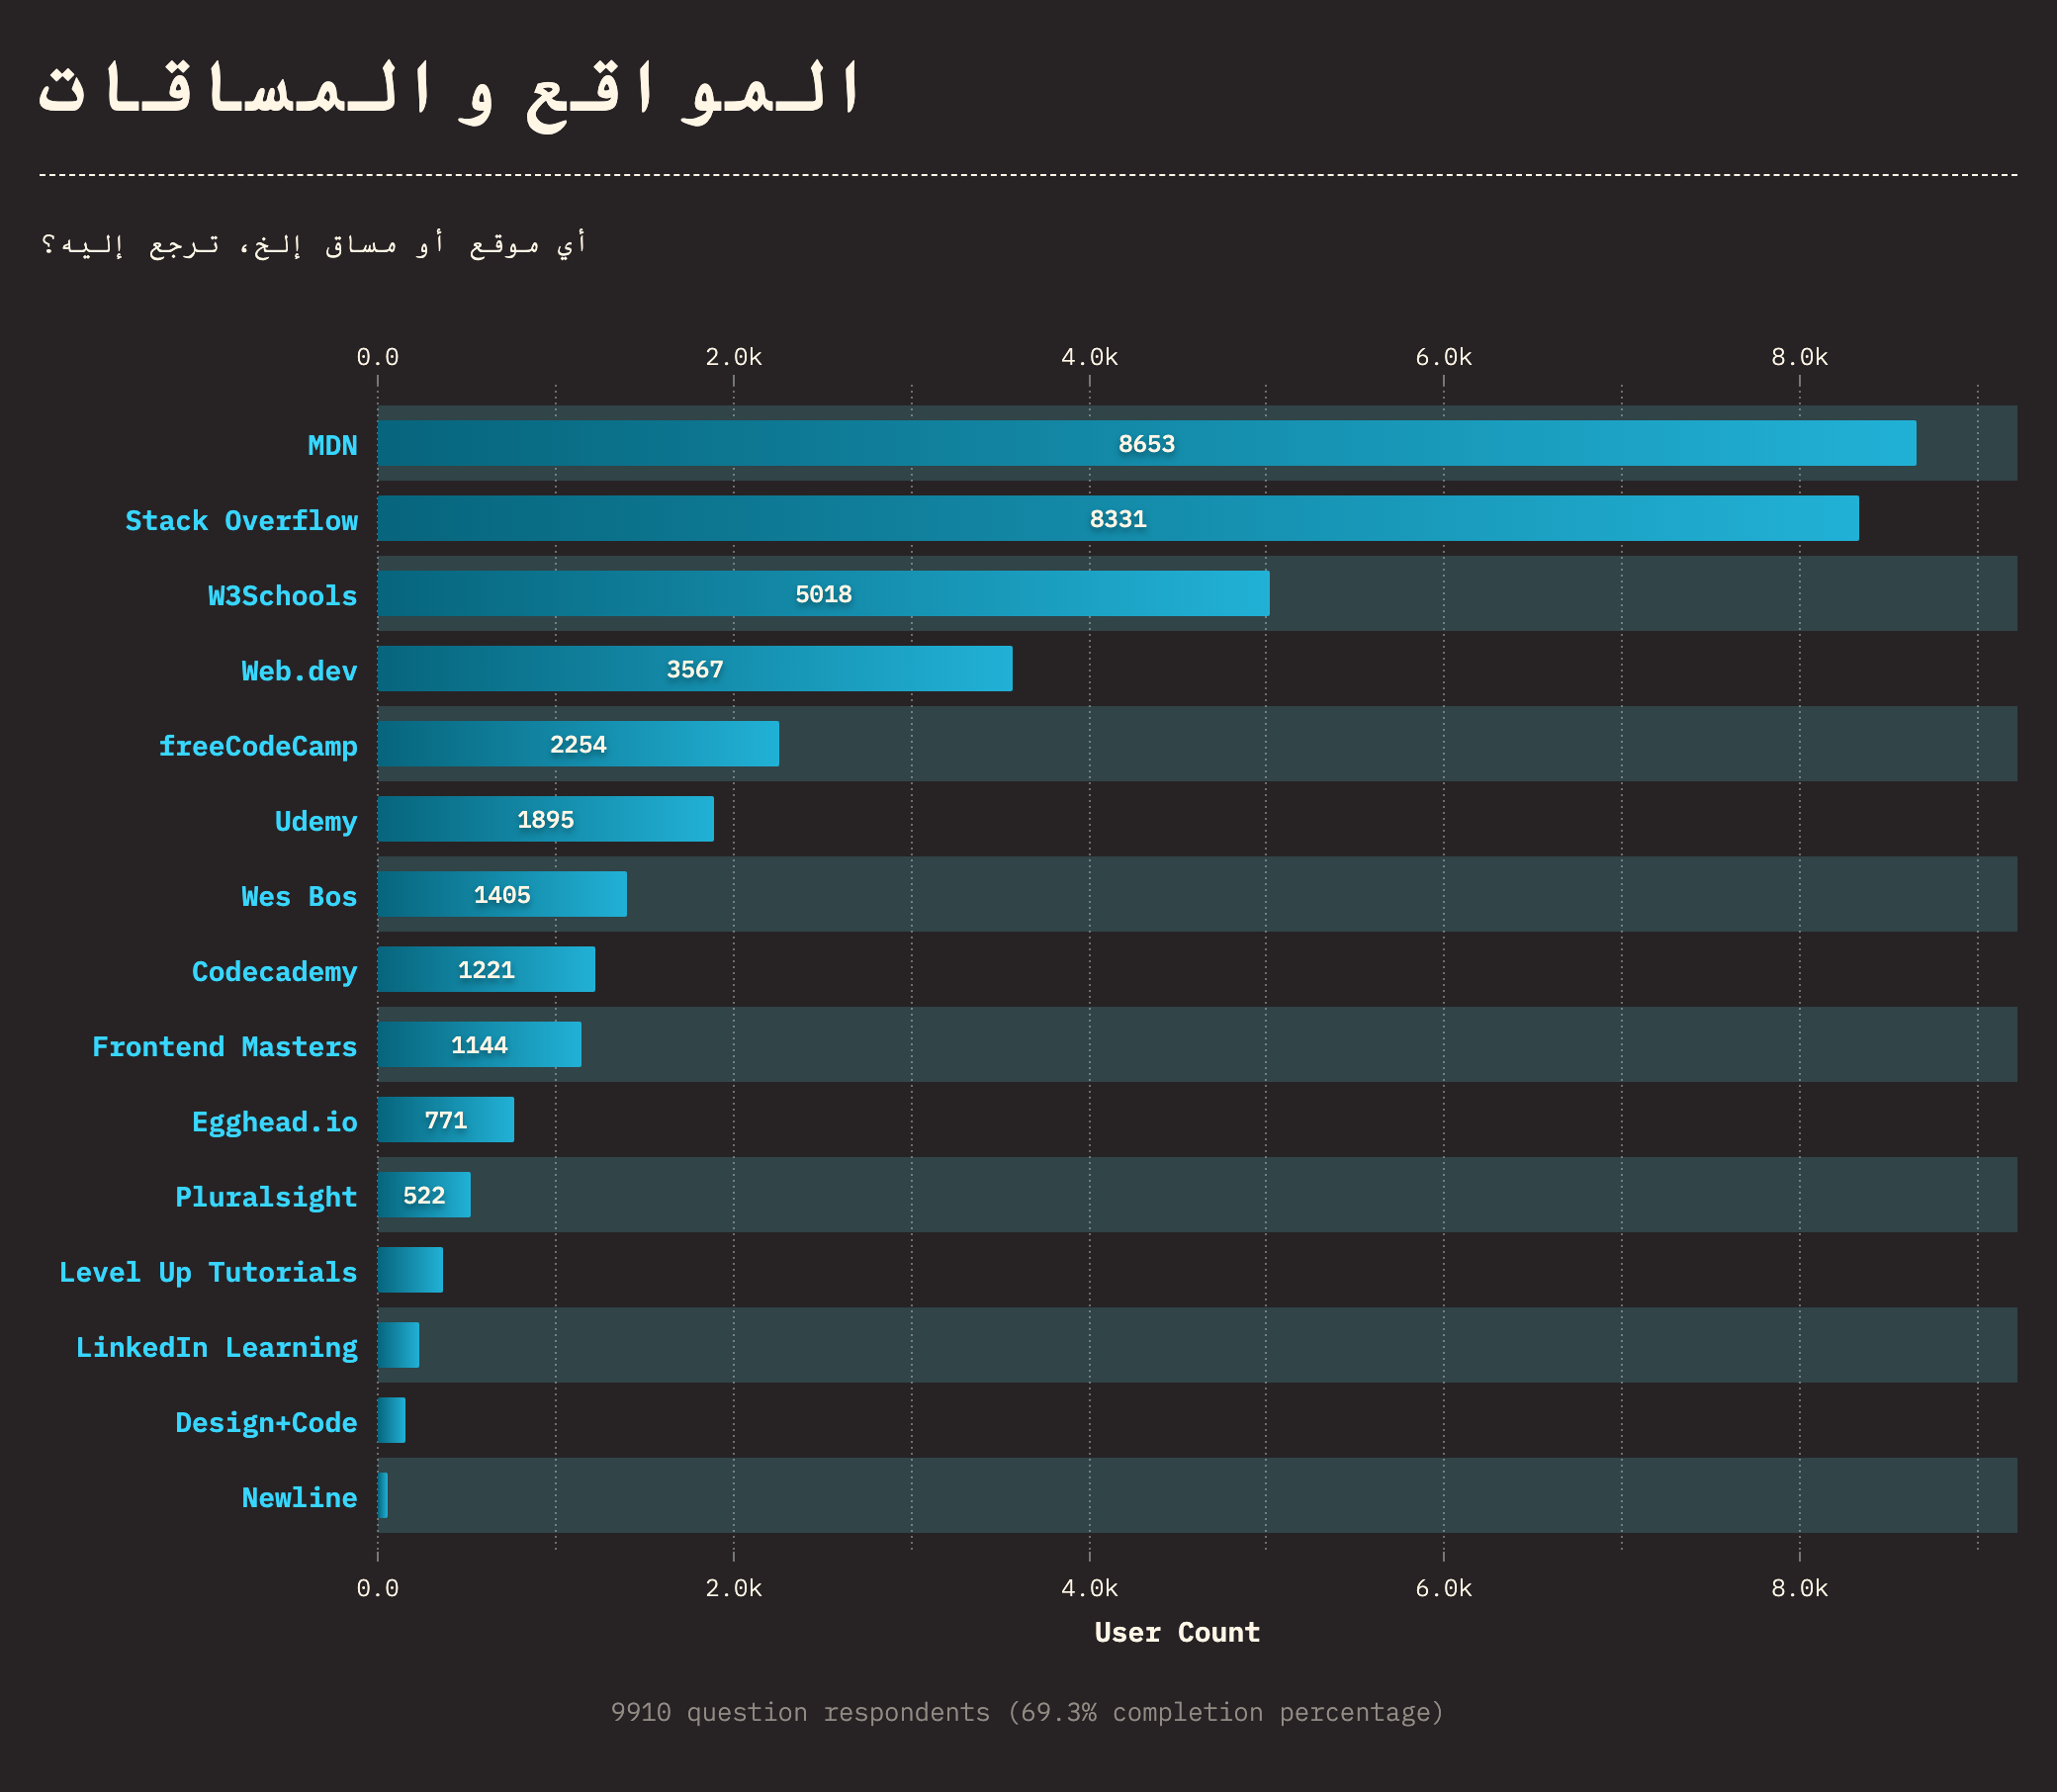 المواقع والمساقات
أي موقع أو مساق إلخ، ترجع إليه؟
0.0 2.0k 4.0k 6.0k 8.0k
MDN 8653
Stack Overflow 8331
W3Schools 5018
Web.dev 3567
freeCodeCamp 2254
Udemy 1895
Wes Bos 1405
Codecademy 1221
Frontend Masters 1144
Egghead.io 771
Pluralsight 522
Level Up Tutorials
LinkedIn Learning
Design+Code
Newline
0.0 2.0k 4.0k 6.0k 8.0k
User Count
9910 question respondents (69.3% completion percentage)